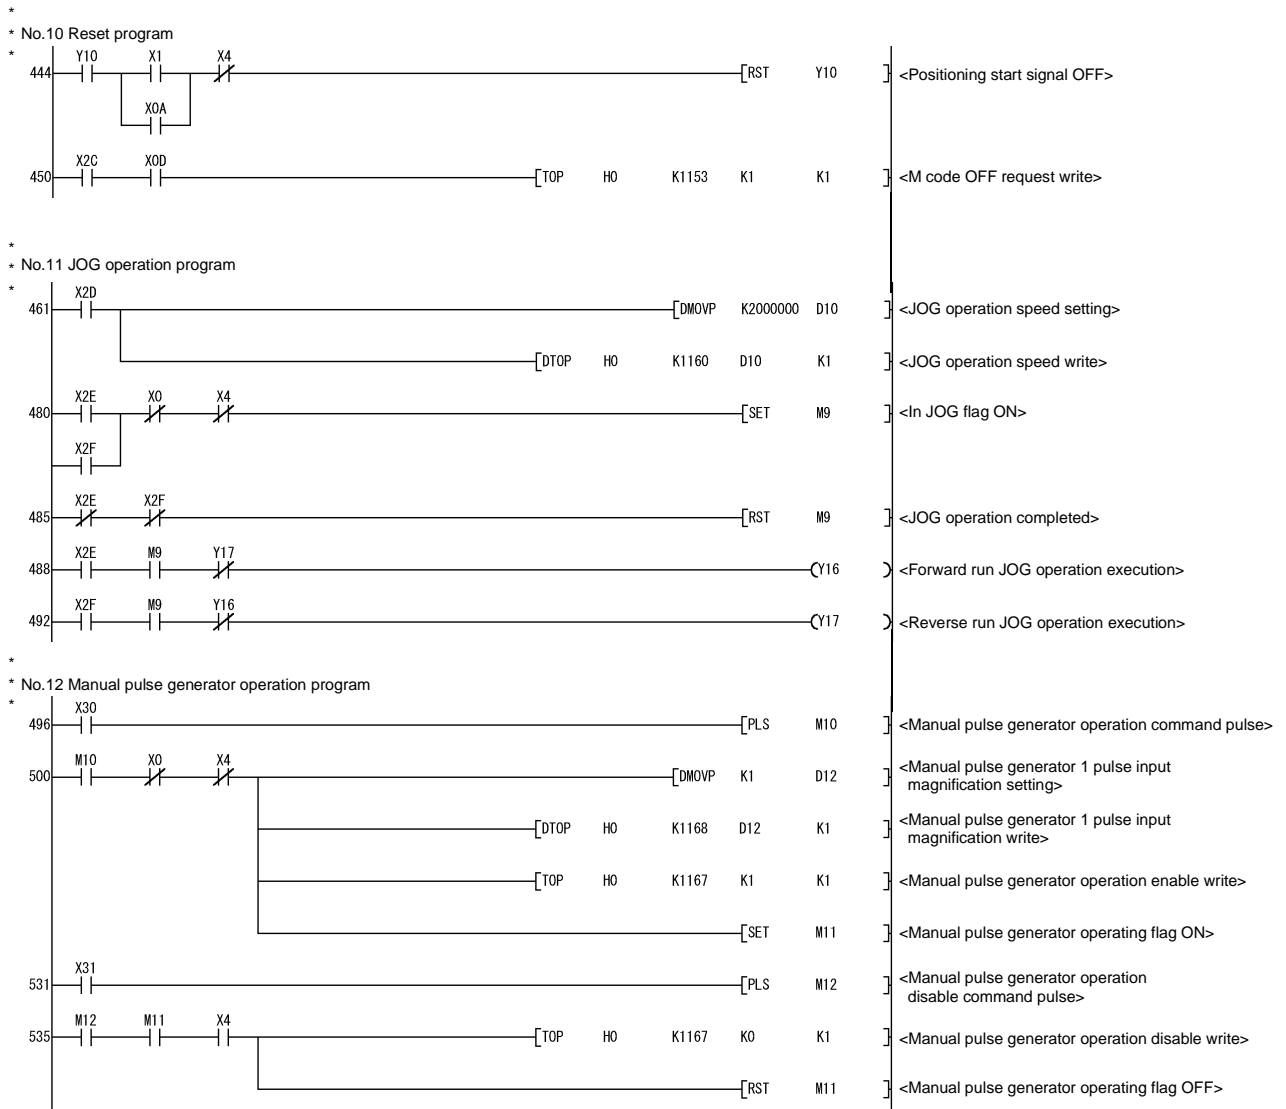 *
* No.10 Reset program
*
Y10 X1 X4
444 [RST Y10 ] <Positioning start signal OFF>
X0A
X2C X0D
450 [TOP H0 K1153 K1 K1 ] <M code OFF request write>
*
* No.11 JOG operation program
*
X2D
461 [DMOVP K2000000 D10 ] <JOG operation speed setting>
[DTOP H0 K1160 D10 K1 ] <JOG operation speed write>
X2E X0 X4
480 [SET M9 ] <In JOG flag ON>
X2F
X2E X2F
485 [RST M9 ] <JOG operation completed>
X2E M9 Y17
488 (Y16 ) <Forward run JOG operation execution>
X2F M9 Y16
492 (Y17 ) <Reverse run JOG operation execution>
*
* No.12 Manual pulse generator operation program
*
X30
496 [PLS M10 ] <Manual pulse generator operation command pulse>
M10 X0 X4
500 [DMOVP K1 D12 ] <Manual pulse generator 1 pulse input
magnification setting>
[DTOP H0 K1168 D12 K1 ] <Manual pulse generator 1 pulse input
magnification write>
[TOP H0 K1167 K1 K1 ] <Manual pulse generator operation enable write>
[SET M11 ] <Manual pulse generator operating flag ON>
X31
531 [PLS M12 ] <Manual pulse generator operation
disable command pulse>
M12 M11 X4
535 [TOP H0 K1167 K0 K1 ] <Manual pulse generator operation disable write>
[RST M11 ] <Manual pulse generator operating flag OFF>